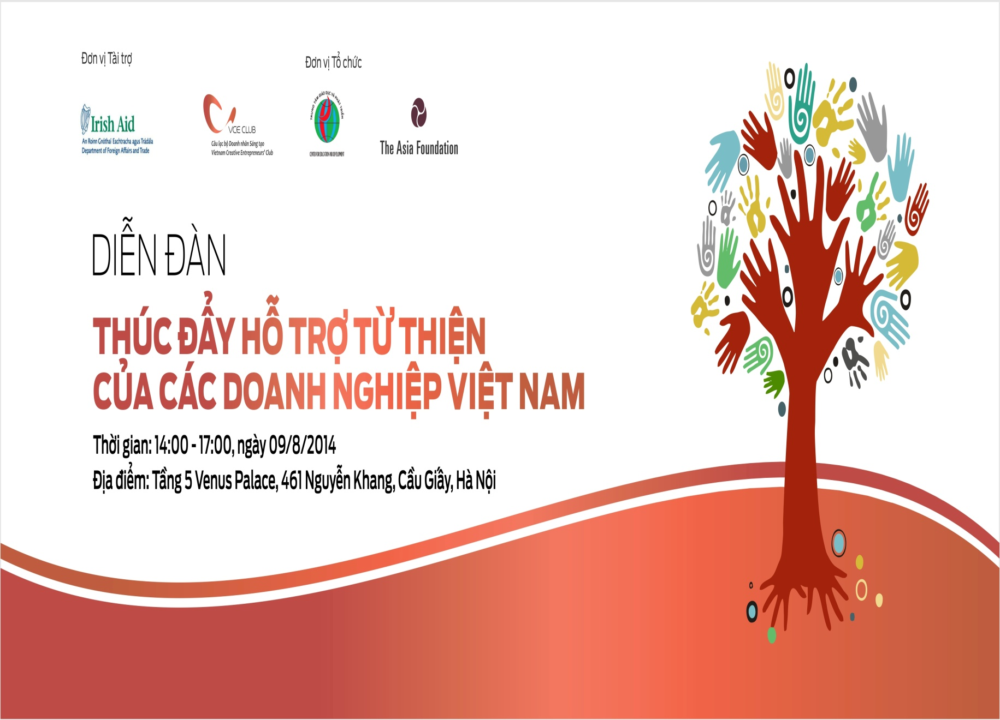 Đơn vị Tài trợ
Đơn vị Tổ chức
Irish Aid
An Roinn Gnóthaí Eachtracha agus Trádála
Department of Foreign Affairs and Trade
VCE CLUB
Câu lạc bộ Doanh nhân Sáng tạo
Vietnam Creative Entrepreneurs' Club
TRUNG TÂM GIÁO DỤC VÀ PHÁT TRIỂN
CENTER FOR EDUCATION AND DEVELOPMENT
The Asia Foundation
DIỄN ĐÀN
THÚC ĐẨY HỖ TRỢ TỪ THIỆN
CỦA CÁC DOANH NGHIỆP VIỆT NAM
Thời gian: 14:00 - 17:00, ngày 09/8/2014
Địa điểm: Tầng 5 Venus Palace, 461 Nguyễn Khang, Cầu Giấy, Hà Nội